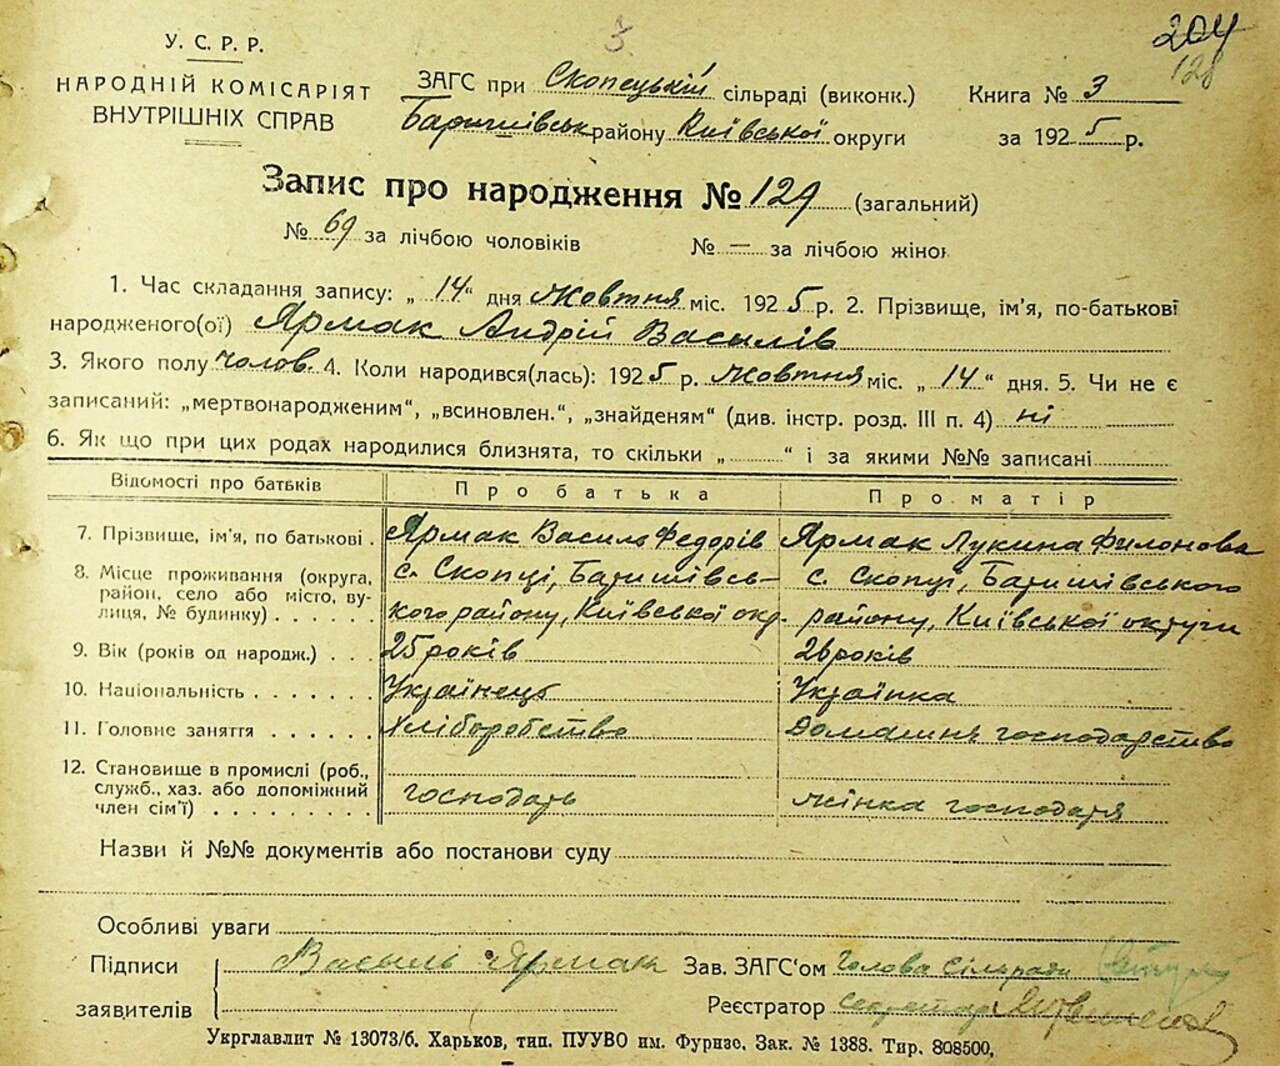 3.
204
128
У. С. Р. Р.
НАРОДНІЙ КОМІСАРІЯТ
ВНУТРІШНІХ СПРАВ
ЗАГС при Скопецькій сільраді (виконк.)
Баришівськ району Київської округи
Книга № 3
за 1925 р.
Запис про народження № 129 (загальний)
№ 69 за лічбою чоловіків № — за лічбою жінок
1. Час складання запису: „ 14 “ дня Жовтня міс. 1925 р. 2. Прізвище, ім'я, по-батькові
народженого(ої) Ярмак Андрій Василів
3. Якого полу чолов. 4. Коли народився(лась): 1925 р. Жовтня міс. „ 14 “ дня. 5. Чи не є
записаний: „мертвонародженим“, „всиновлен.“, „знайденям“ (див. інстр. розд. III п. 4) ні
6. Як що при цих родах народилися близнята, то скільки „ “ і за якими №№ записані
Відомості про батьків Про батька Про матір
7. Прізвище, ім'я, по батькові . Ярмак Василь Федорів Ярмак Лукина Филонова
8. Місце проживання (округа, с. Скопці, Баришівсь- с. Скопці, Баришівського
район, село або місто, ву-
лиця, № будинку) . . . . . . кого району, Київської окр. району, Київської округи
9. Вік (років од народж.) . . . 25 років 26 років
10. Національність . . . . . . . Українець Українка
11. Головне заняття . . . . . . Хліборобство Домашня господарство
12. Становище в промислі (роб.,
служб., хаз. або допоміжний господарь жінка господаря
член сім'ї) . . . . . . . . .
Назви й №№ документів або постанови суду
Особливі уваги
Підписи Василь Ярмак Зав. ЗАГС'ом Голова Сільради
заявителів Реєстратор Секретар
Укрглавліт № 13073/б. Харьков, тип. ПУУВО им. Фурнзе. Зак. № 1388. Тир. 808500.